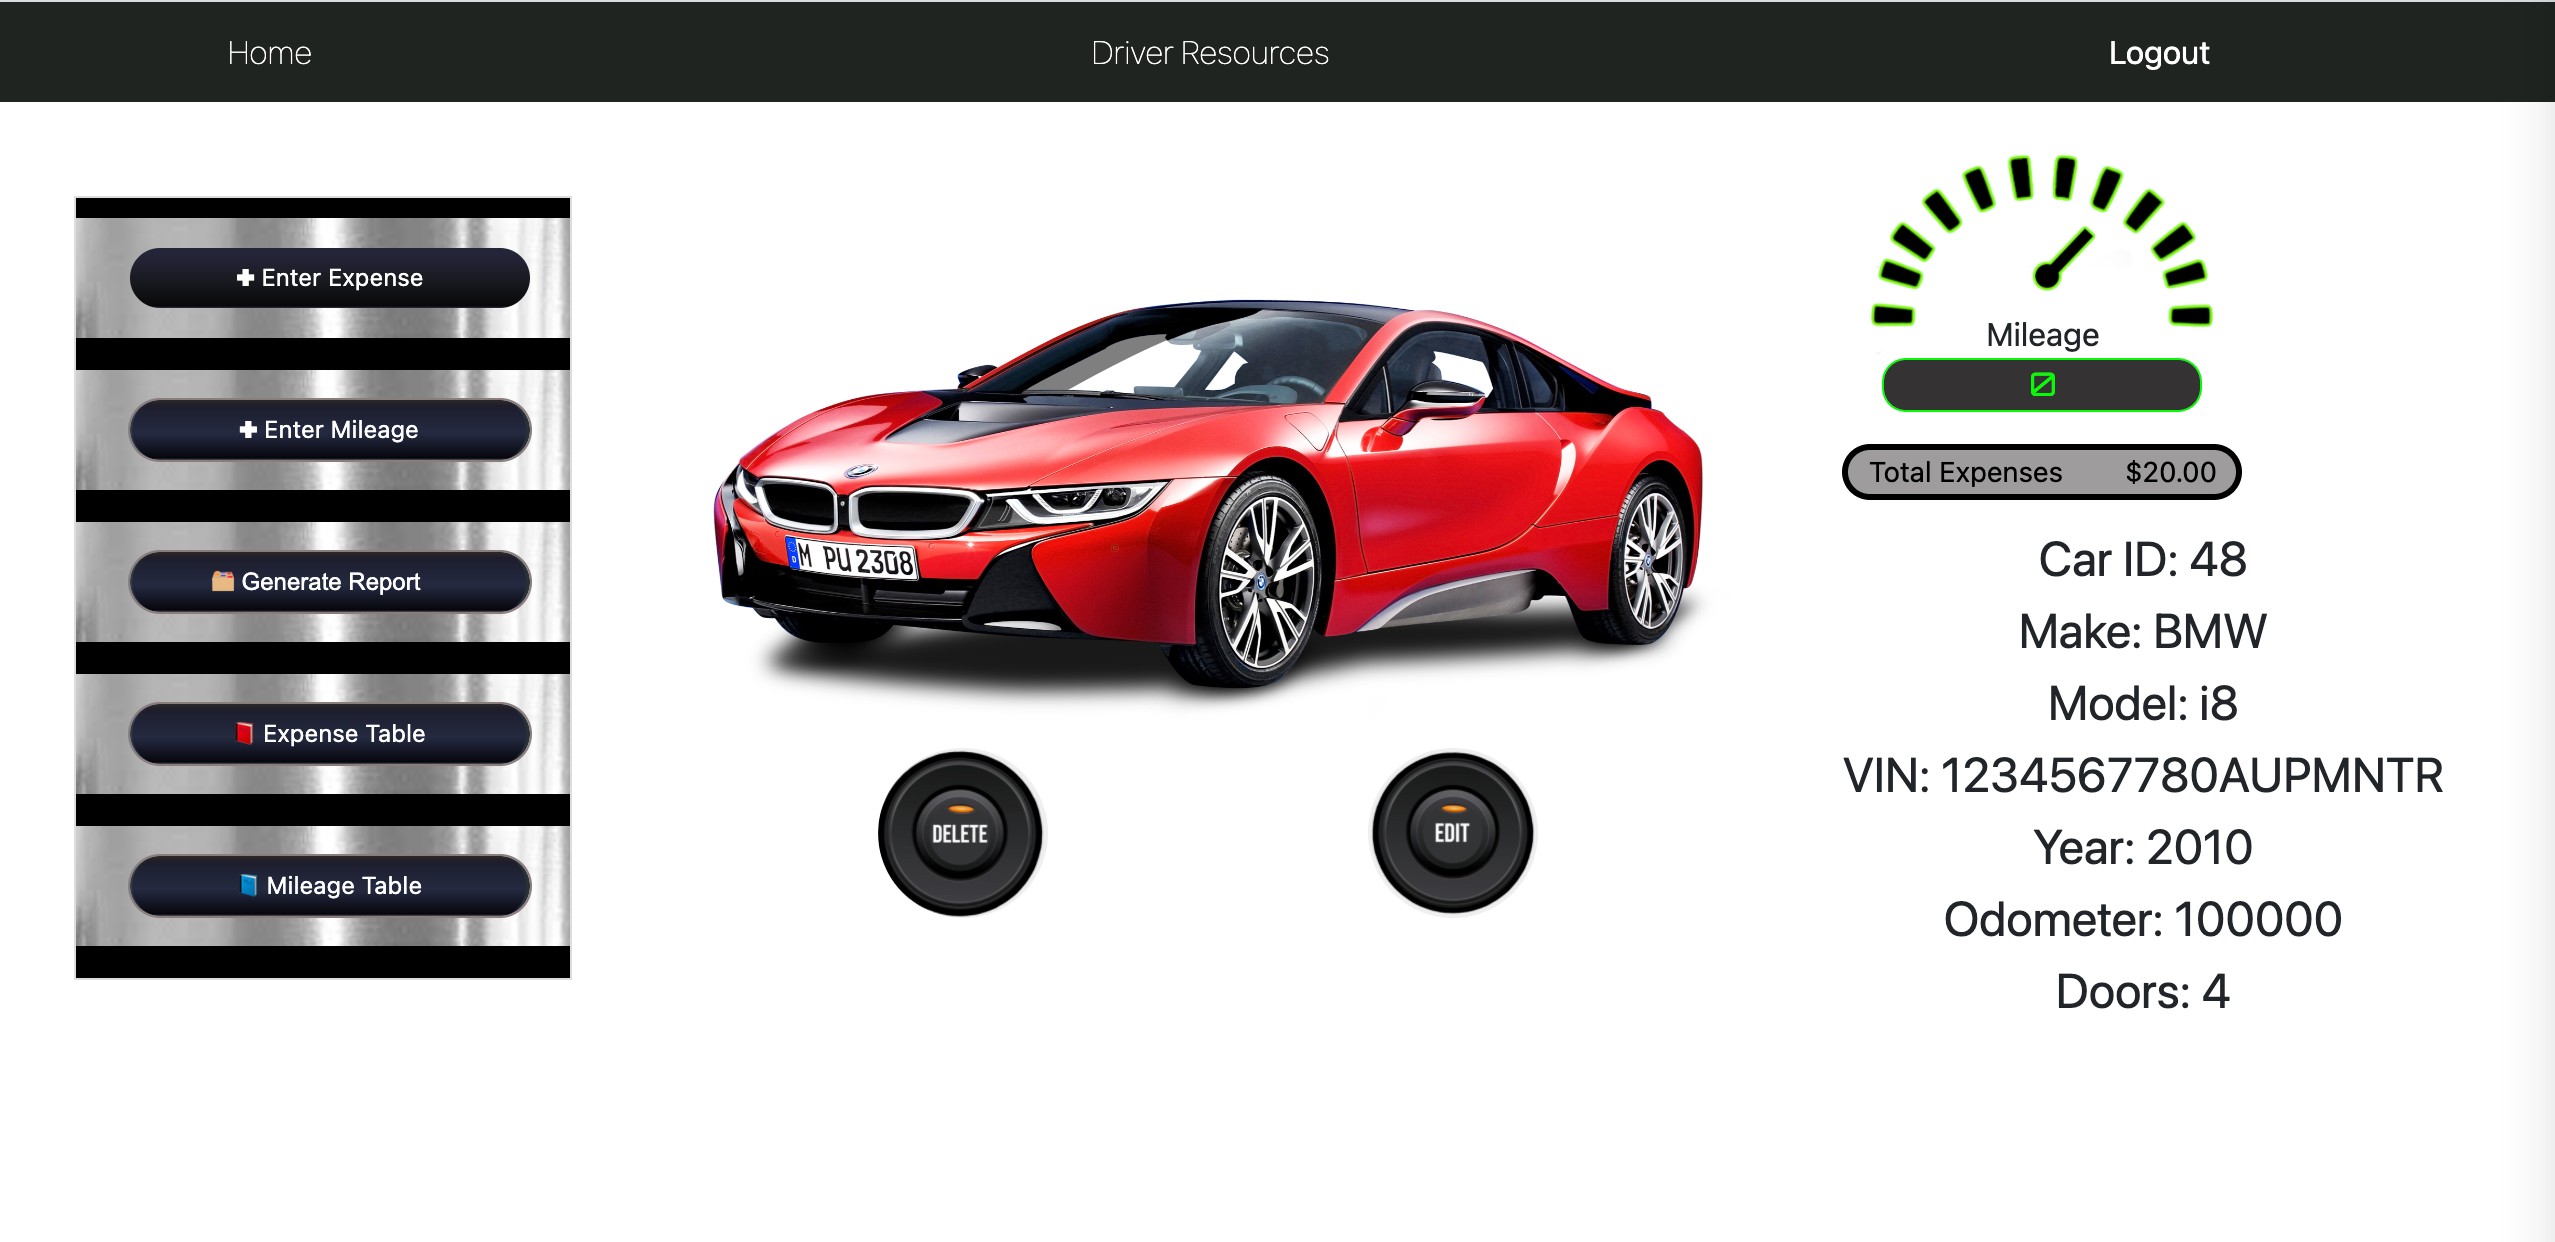 Home
Driver Resources
Logout
✚ Enter Expense
✚ Enter Mileage
Generate Report
Expense Table
Mileage Table
M PU 2308
DELETE
EDIT
Mileage
0
Total Expenses $20.00
Car ID: 48
Make: BMW
Model: i8
VIN: 1234567780AUPMNTR
Year: 2010
Odometer: 100000
Doors: 4